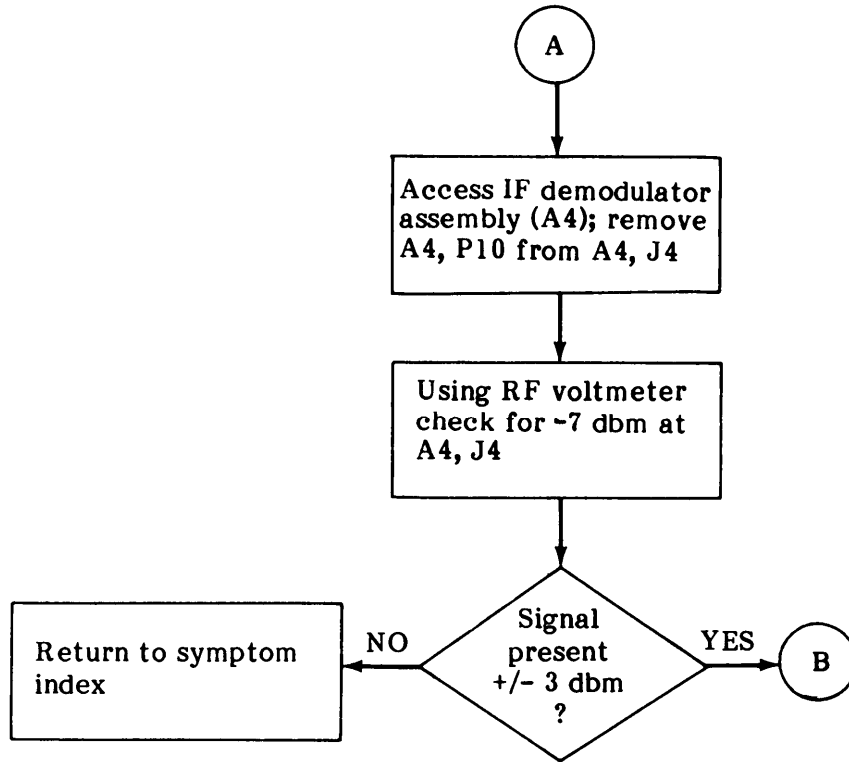 A
Access IF demodulator
assembly (A4); remove
A4, P10 from A4, J4
Using RF voltmeter
check for -7 dbm at
A4, J4
Signal
present
+/- 3 dbm
?
NO
YES
Return to symptom
index
B